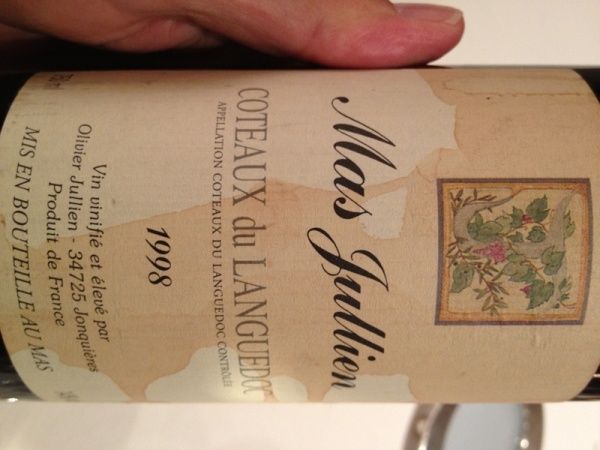 Mas Jullien
COTEAUX du LANGUEDOC
APPELLATION COTEAUX DU LANGUEDOC CONTRÔLÉE
1998
Vin vinifié et élevé par
Olivier Jullien - 34725 Jonquières
Produit de France
MIS EN BOUTEILLE AU MAS